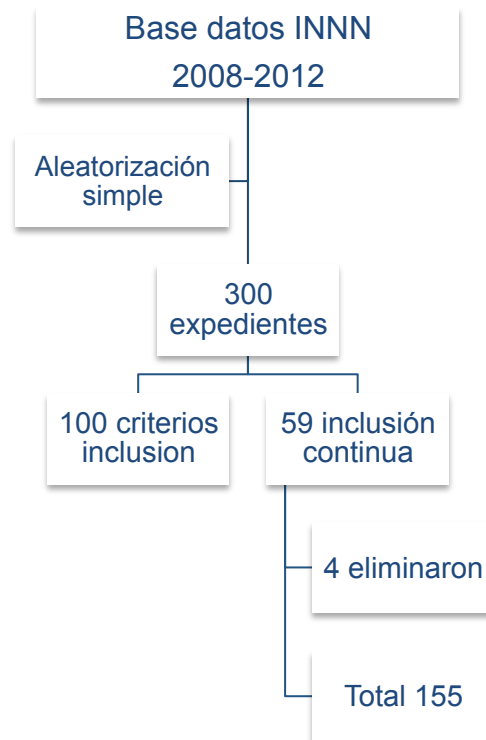 Base datos INNN
2008-2012
Aleatorización
simple
300
expedientes
100 criterios
inclusion
59 inclusión
continua
4 eliminaron
Total 155